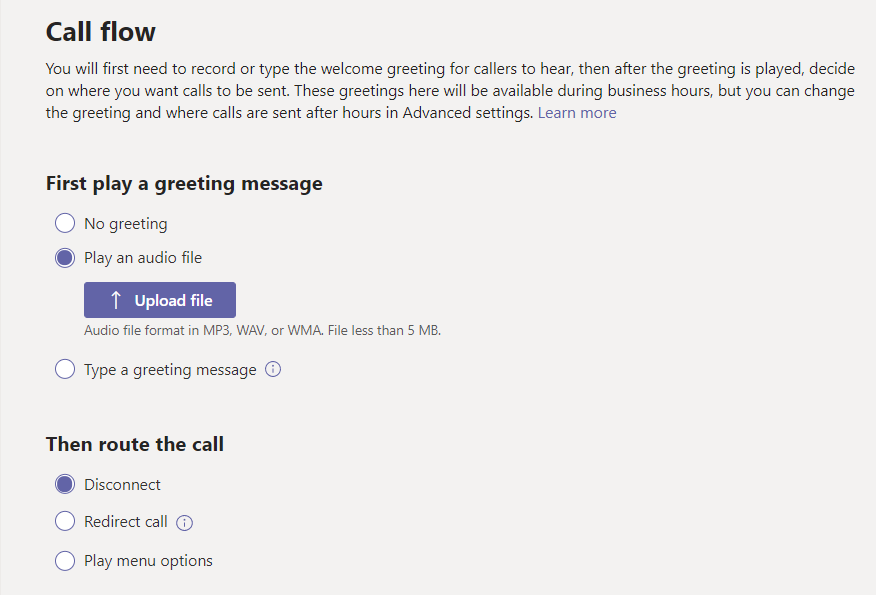 Call flow
You will first need to record or type the welcome greeting for callers to hear, then after the greeting is played, decide
on where you want calls to be sent. These greetings here will be available during business hours, but you can change
the greeting and where calls are sent after hours in Advanced settings. Learn more
First play a greeting message
No greeting
Play an audio file
Upload file
Audio file format in MP3, WAV, or WMA. File less than 5 MB.
Type a greeting message
Then route the call
Disconnect
Redirect call
Play menu options